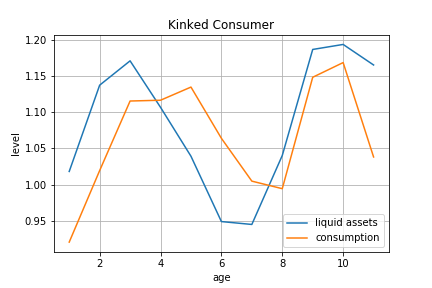 Kinked Consumer
level
1.20
1.15
1.10
1.05
1.00
0.95
liquid assets
consumption
2 4 6 8 10
age